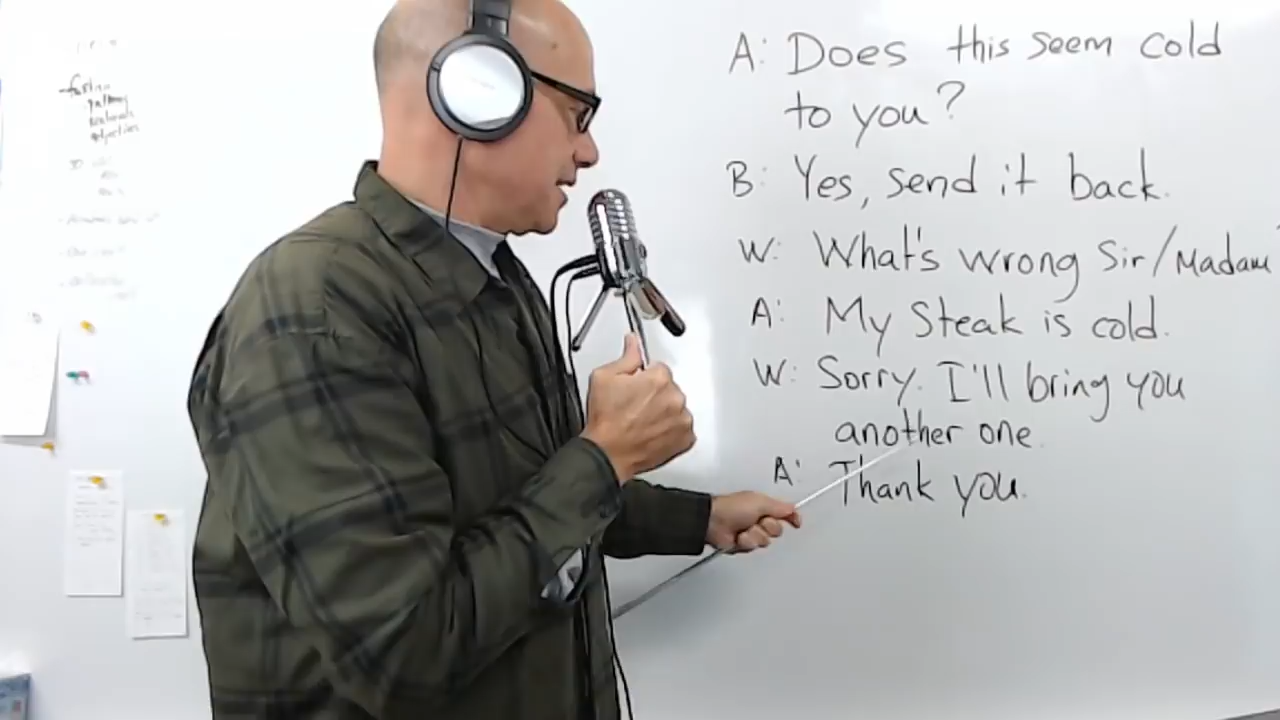 A: Does this seem cold
to you?
B: Yes, send it back.
W: What's wrong Sir/Madam
A: My Steak is cold.
W: Sorry. I'll bring you
another one.
A: Thank you.